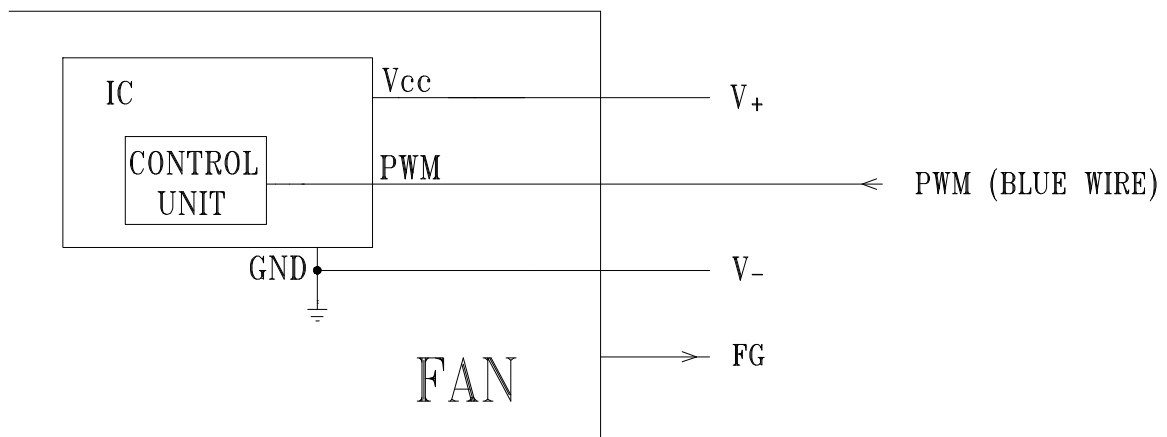 IC
Vcc
V+
CONTROL
UNIT
PWM
PWM (BLUE WIRE)
GND
V−
FG
FAN